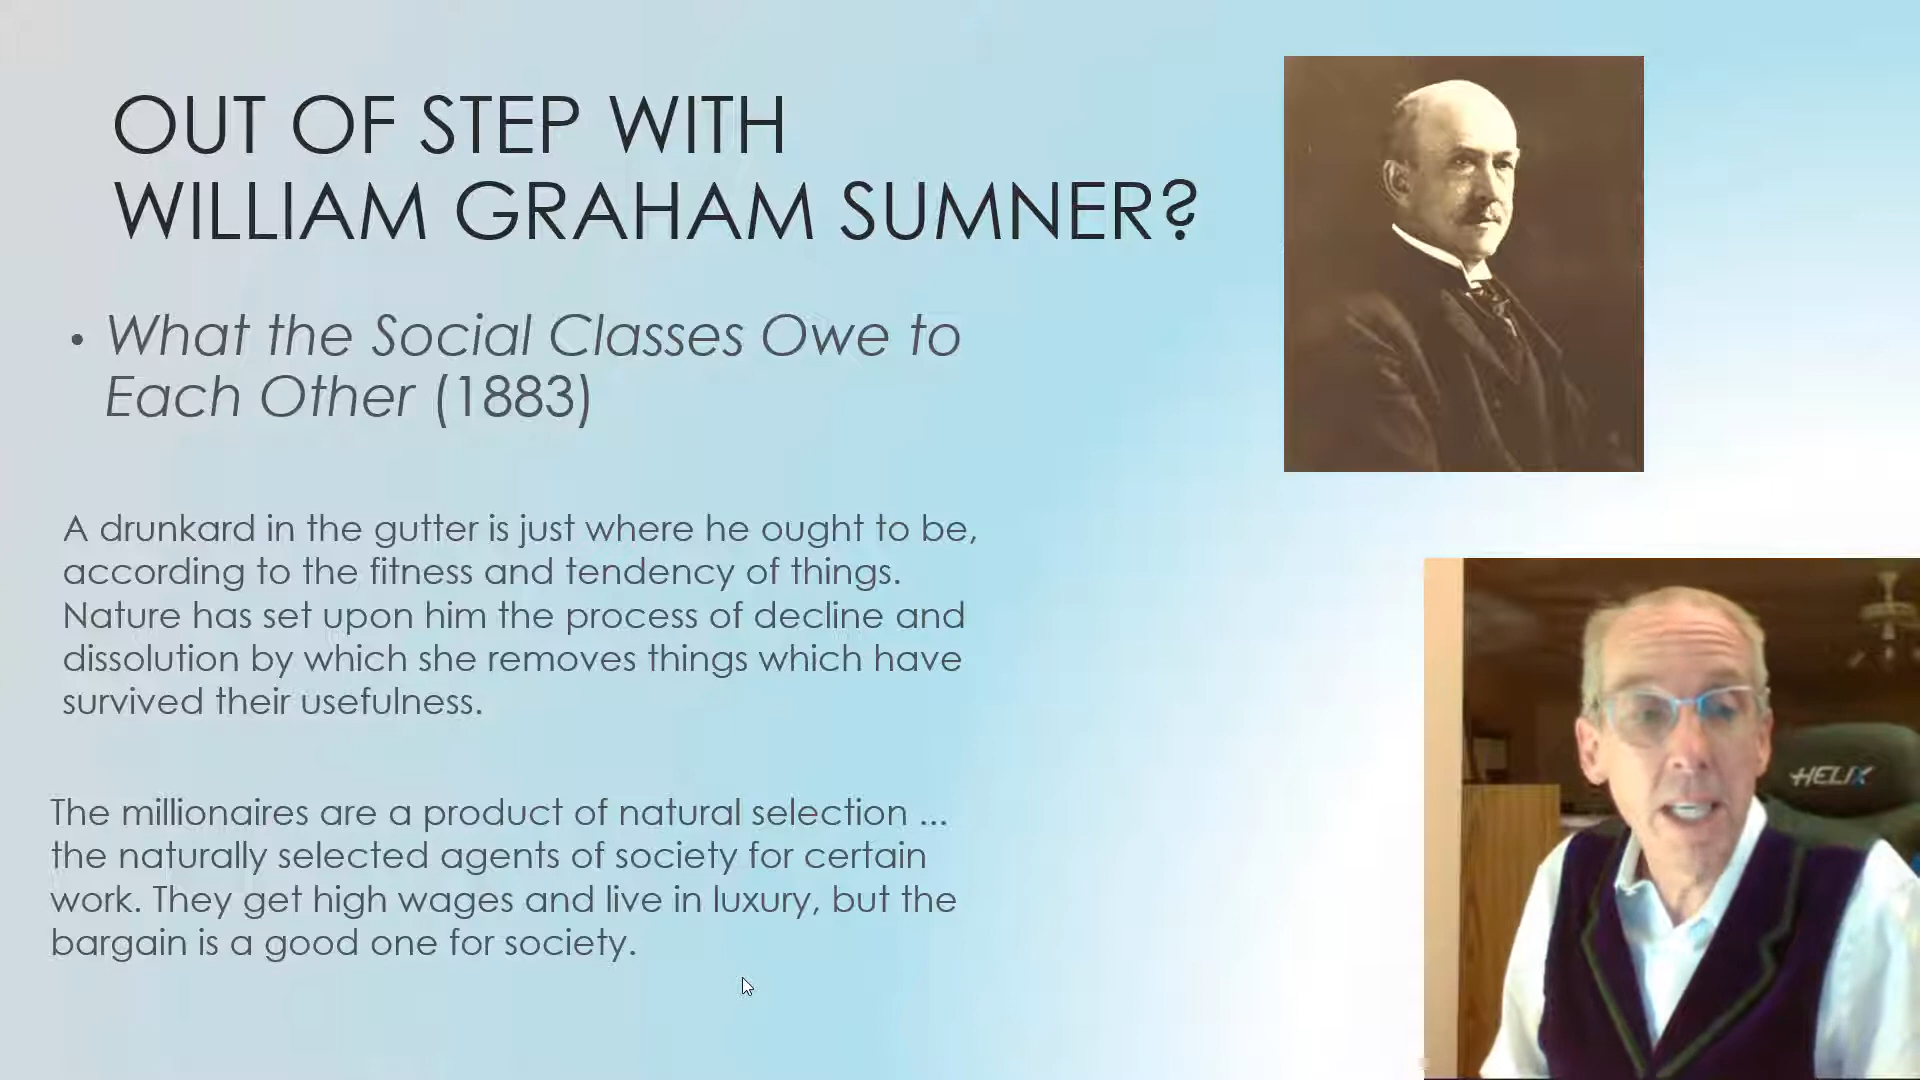 OUT OF STEP WITH
WILLIAM GRAHAM SUMNER?
• What the Social Classes Owe to
Each Other (1883)
A drunkard in the gutter is just where he ought to be,
according to the fitness and tendency of things.
Nature has set upon him the process of decline and
dissolution by which she removes things which have
survived their usefulness.
The millionaires are a product of natural selection ...
the naturally selected agents of society for certain
work. They get high wages and live in luxury, but the
bargain is a good one for society.
HELIX